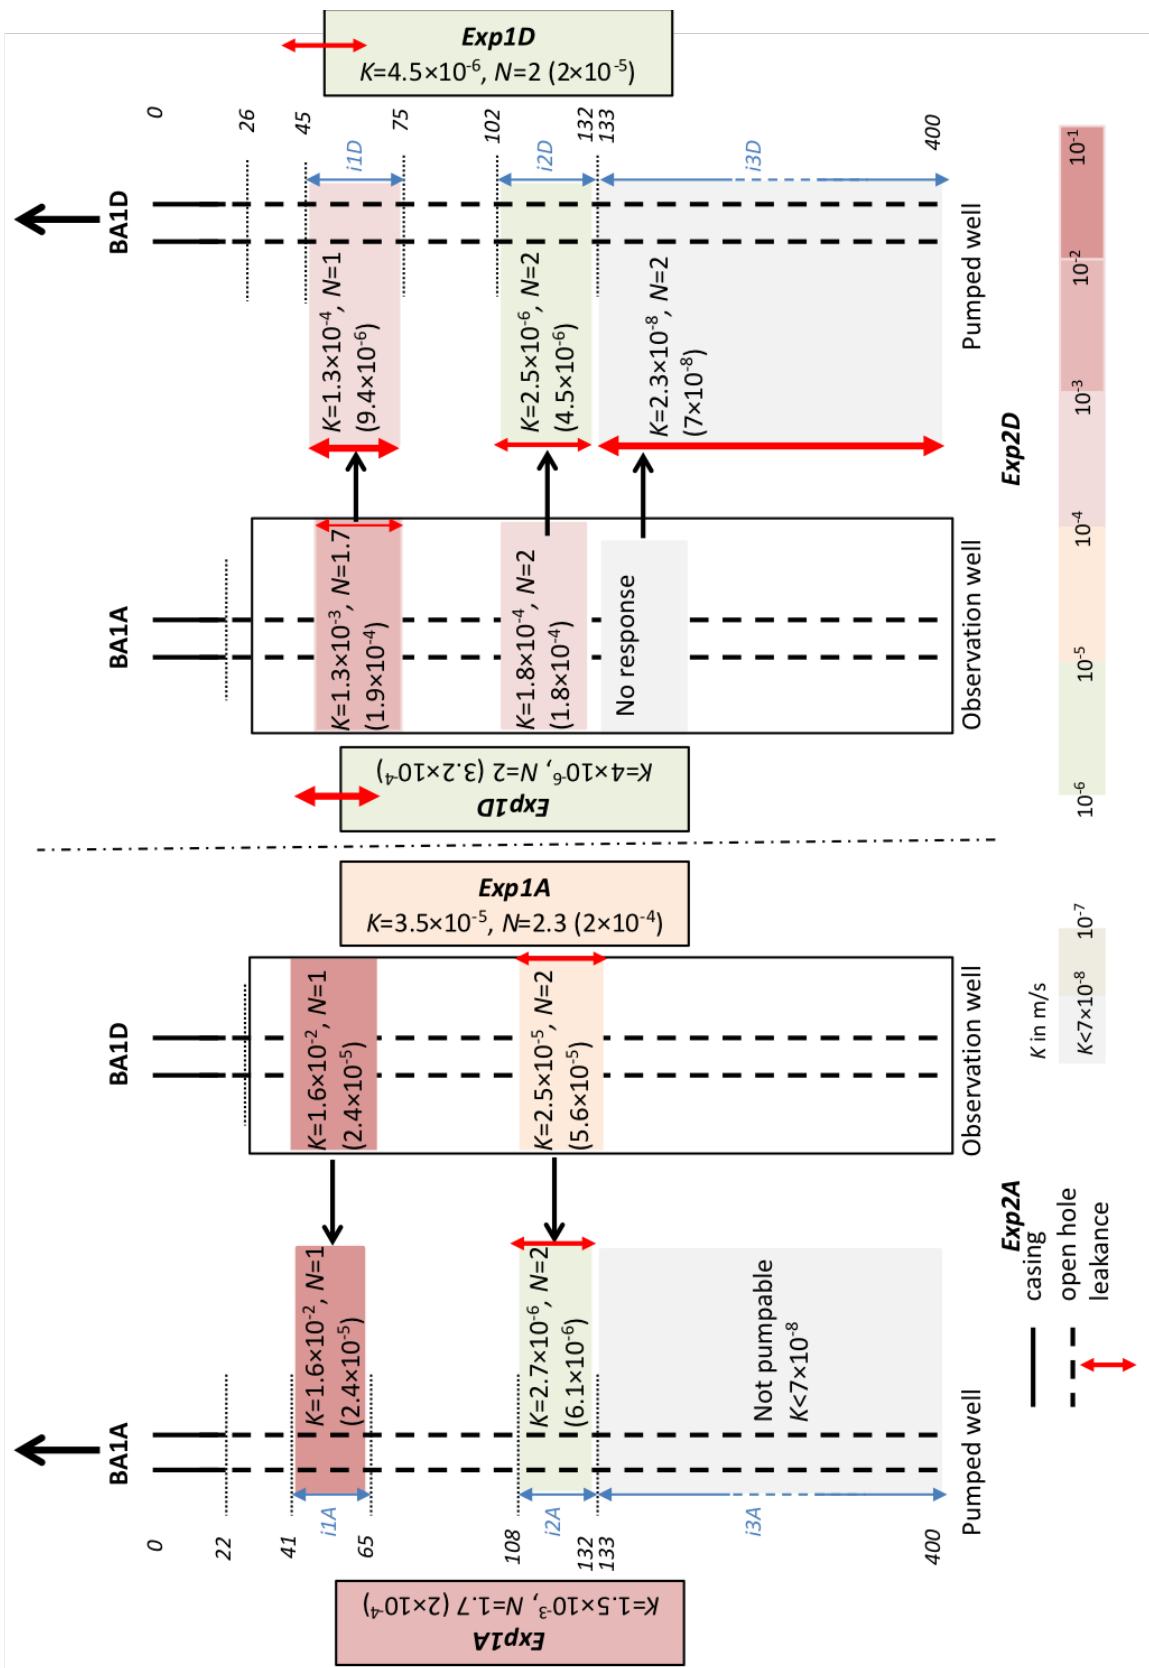 Exp1D
K=4.5×10⁻⁶, N=2 (2×10⁻⁵)
0
26
45
75
102
132
133
400
BA1D
i1D
i2D
i3D
K=1.3×10⁻⁴, N=1
(9.4×10⁻⁶)
K=2.5×10⁻⁶, N=2
(4.5×10⁻⁶)
K=2.3×10⁻⁸, N=2
(7×10⁻⁸)
Pumped well
Exp2D
BA1A
K=1.3×10⁻³, N=1.7
(1.9×10⁻⁴)
K=1.8×10⁻⁴, N=2
(1.8×10⁻⁴)
No response
Observation well
Exp1D
K=4×10⁻⁶, N=2 (3.2×10⁻⁴)
10⁻¹
10⁻²
10⁻³
10⁻⁴
10⁻⁵
10⁻⁶
Exp1A
K=3.5×10⁻⁵, N=2.3 (2×10⁻⁴)
BA1D
K=1.6×10⁻², N=1
(2.4×10⁻⁵)
K=2.5×10⁻⁵, N=2
(5.6×10⁻⁵)
Observation well
K in m/s
10⁻⁷
K<7×10⁻⁸
Exp2A
BA1A
K=1.6×10⁻², N=1
(2.4×10⁻⁵)
K=2.7×10⁻⁶, N=2
(6.1×10⁻⁶)
Not pumpable
K<7×10⁻⁸
i1A
i2A
i3A
Pumped well
0
22
41
65
108
132
133
400
casing
open hole
leakance
Exp1A
K=1.5×10⁻³, N=1.7 (2×10⁻⁴)